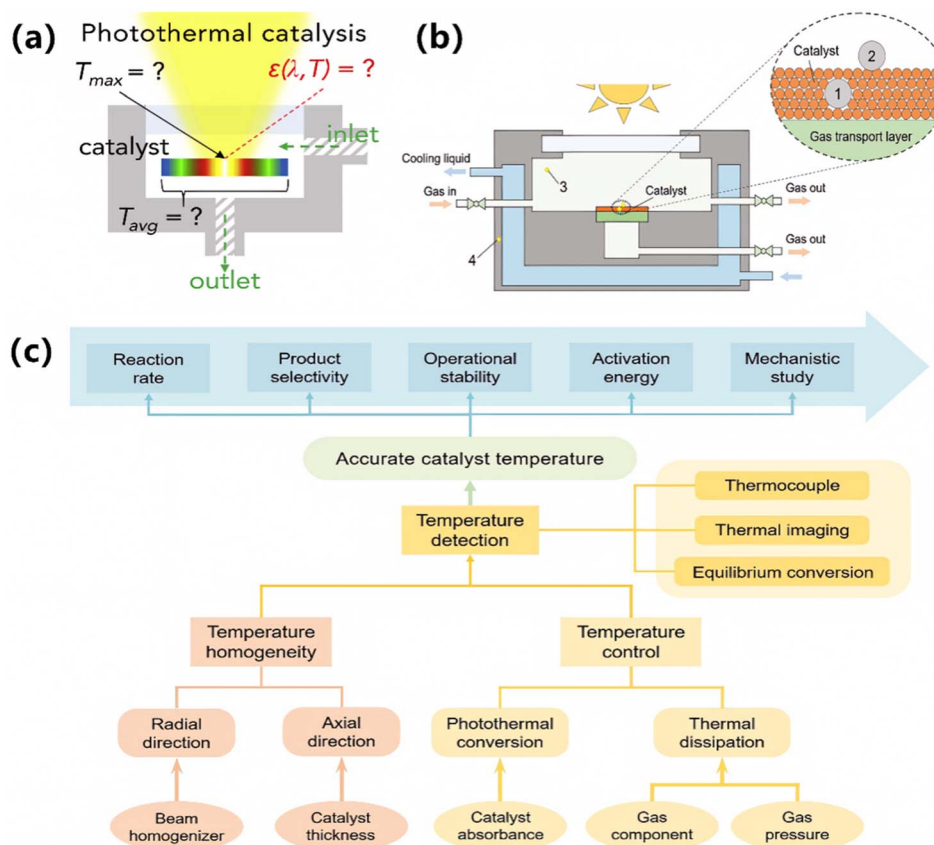 (a)
Photothermal catalysis
Tmax = ?
ε(λ,T) = ?
inlet
catalyst
Tavg = ?
outlet
(b)
Catalyst
2
1
Gas transport layer
Cooling liquid
Gas in
3
Catalyst
Gas out
4
Gas out
(c)
Reaction
rate
Product
selectivity
Operational
stability
Activation
energy
Mechanistic
study
Accurate catalyst temperature
Temperature
detection
Thermocouple
Thermal imaging
Equilibrium conversion
Temperature
homogeneity
Temperature
control
Radial
direction
Axial
direction
Photothermal
conversion
Thermal
dissipation
Beam
homogenizer
Catalyst
thickness
Catalyst
absorbance
Gas
component
Gas
pressure